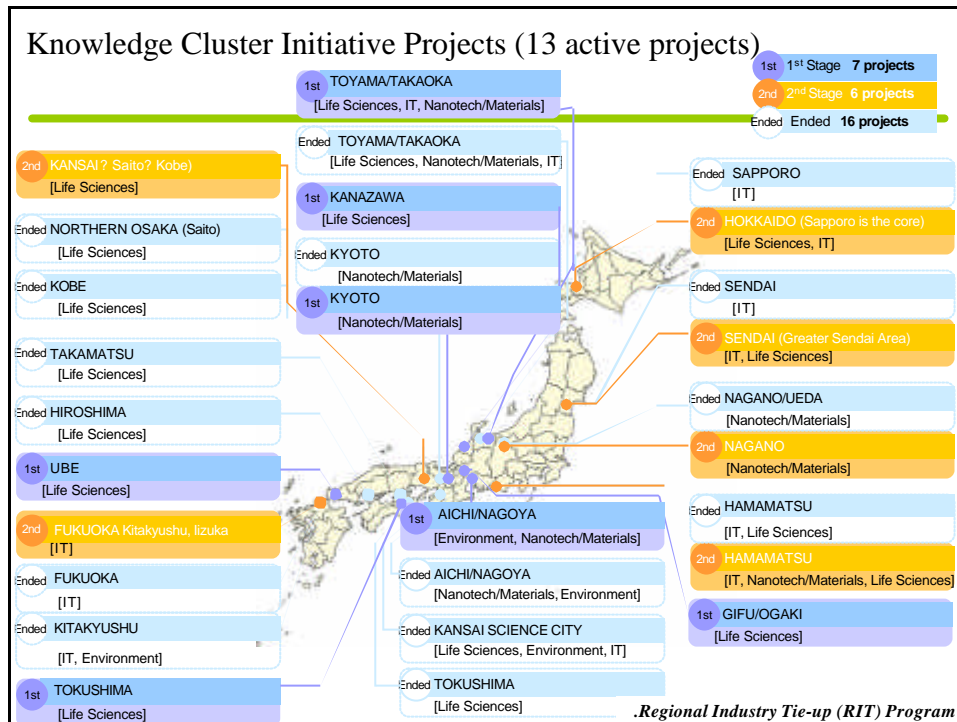 Knowledge Cluster Initiative Projects (13 active projects)
1st 1st Stage 7 projects
2nd 2nd Stage 6 projects
Ended Ended 16 projects
1st TOYAMA/TAKAOKA
[Life Sciences, IT, Nanotech/Materials]
Ended TOYAMA/TAKAOKA
[Life Sciences, Nanotech/Materials, IT]
1st KANAZAWA
[Life Sciences]
Ended KYOTO
[Nanotech/Materials]
1st KYOTO
[Nanotech/Materials]
2nd KANSAI ? Saito? Kobe)
[Life Sciences]
Ended NORTHERN OSAKA (Saito)
[Life Sciences]
Ended KOBE
[Life Sciences]
Ended TAKAMATSU
[Life Sciences]
Ended HIROSHIMA
[Life Sciences]
1st UBE
[Life Sciences]
2nd FUKUOKA Kitakyushu, Iizuka
[IT]
Ended FUKUOKA
[IT]
Ended KITAKYUSHU
[IT, Environment]
1st TOKUSHIMA
[Life Sciences]
1st AICHI/NAGOYA
[Environment, Nanotech/Materials]
Ended AICHI/NAGOYA
[Nanotech/Materials, Environment]
Ended KANSAI SCIENCE CITY
[Life Sciences, Environment, IT]
Ended TOKUSHIMA
[Life Sciences]
Ended SAPPORO
[IT]
2nd HOKKAIDO (Sapporo is the core)
[Life Sciences, IT]
Ended SENDAI
[IT]
2nd SENDAI (Greater Sendai Area)
[IT, Life Sciences]
Ended NAGANO/UEDA
[Nanotech/Materials]
2nd NAGANO
[Nanotech/Materials]
Ended HAMAMATSU
[IT, Life Sciences]
2nd HAMAMATSU
[IT, Nanotech/Materials, Life Sciences]
1st GIFU/OGAKI
[Life Sciences]
.Regional Industry Tie-up (RIT) Program